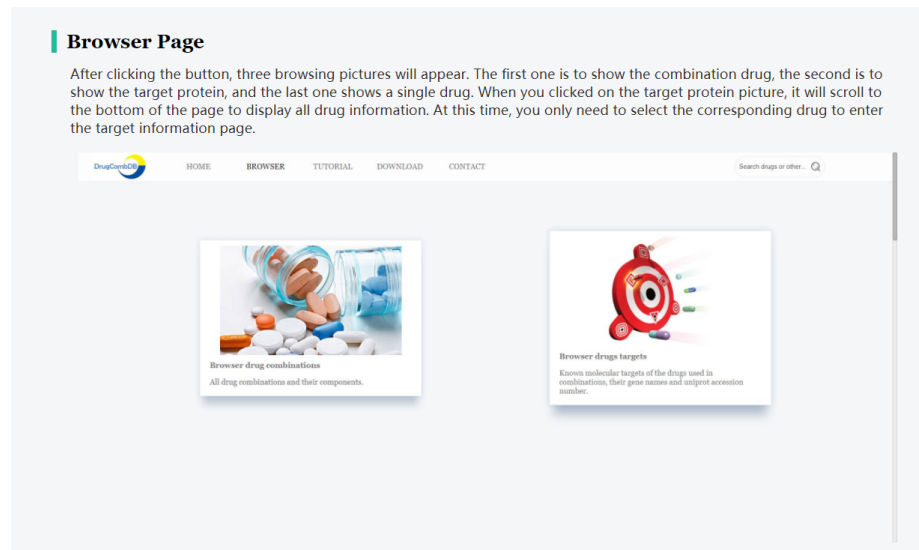 Browser Page
After clicking the button, three browsing pictures will appear. The first one is to show the combination drug, the second is to
show the target protein, and the last one shows a single drug. When you clicked on the target protein picture, it will scroll to
the bottom of the page to display all drug information. At this time, you only need to select the corresponding drug to enter
the target information page.
DrugCombDB
HOME BROWSER TUTORIAL DOWNLOAD CONTACT
Search drugs or other..
Browser drug combinations
All drug combinations and their components.
Browser drugs targets
Known molecular targets of the drugs used in
combinations, their gene names and uniprot accession
number.